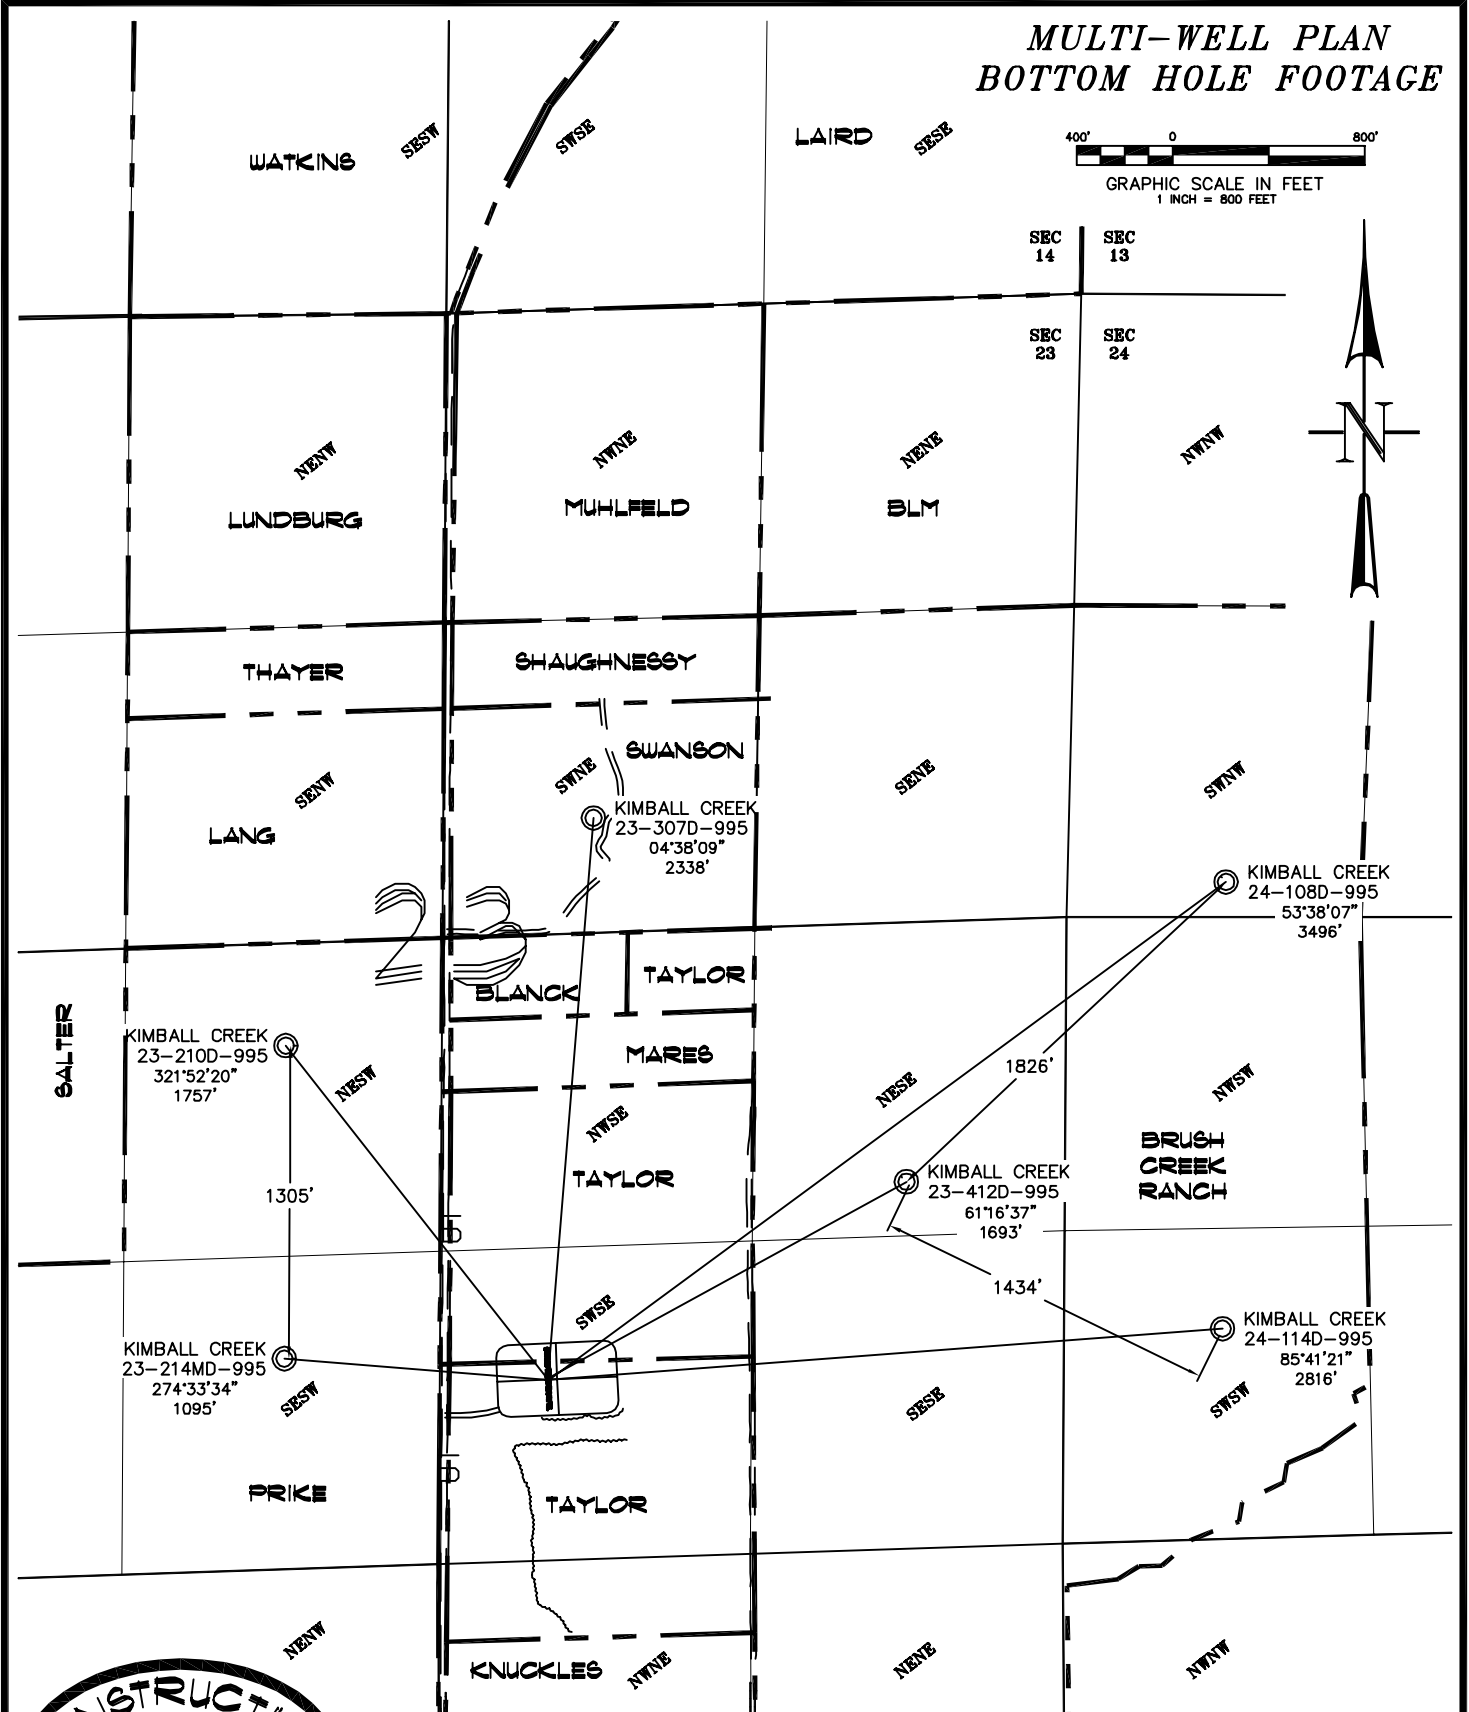 MULTI-WELL PLAN
BOTTOM HOLE FOOTAGE
400' 0 800'
GRAPHIC SCALE IN FEET
1 INCH = 800 FEET
WATKINS
SESW
SWSE
LAIRD
SESE
SEC 14
SEC 13
SEC 23
SEC 24
N
NENW
LUNDBURG
NWNE
MUHLFELD
NENE
BLM
NWNW
THAYER
SHAUGHNESSY
SENW
LANG
SWNE
SWANSON
SENE
SWNW
KIMBALL CREEK
23-307D-995
04°38'09"
2338'
KIMBALL CREEK
24-108D-995
53°38'07"
3496'
23
BLANCK
TAYLOR
MARES
SALTER
KIMBALL CREEK
23-210D-995
321°52'20"
1757'
NESW
NWSE
TAYLOR
NESE
1826'
NWSW
BRUSH
CREEK
RANCH
KIMBALL CREEK
23-412D-995
61°16'37"
1693'
1305'
1434'
SWSE
KIMBALL CREEK
23-214MD-995
274°33'34"
1095'
SESW
KIMBALL CREEK
24-114D-995
85°41'21"
2816'
SESE
SWSW
PRIKE
TAYLOR
NENW
KNUCKLES
NWNE
NENE
NWNW